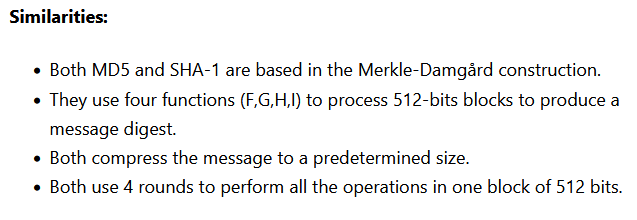 Similarities:
• Both MD5 and SHA-1 are based in the Merkle-Damgård construction.
• They use four functions (F,G,H,I) to process 512-bits blocks to produce a
message digest.
• Both compress the message to a predetermined size.
• Both use 4 rounds to perform all the operations in one block of 512 bits.